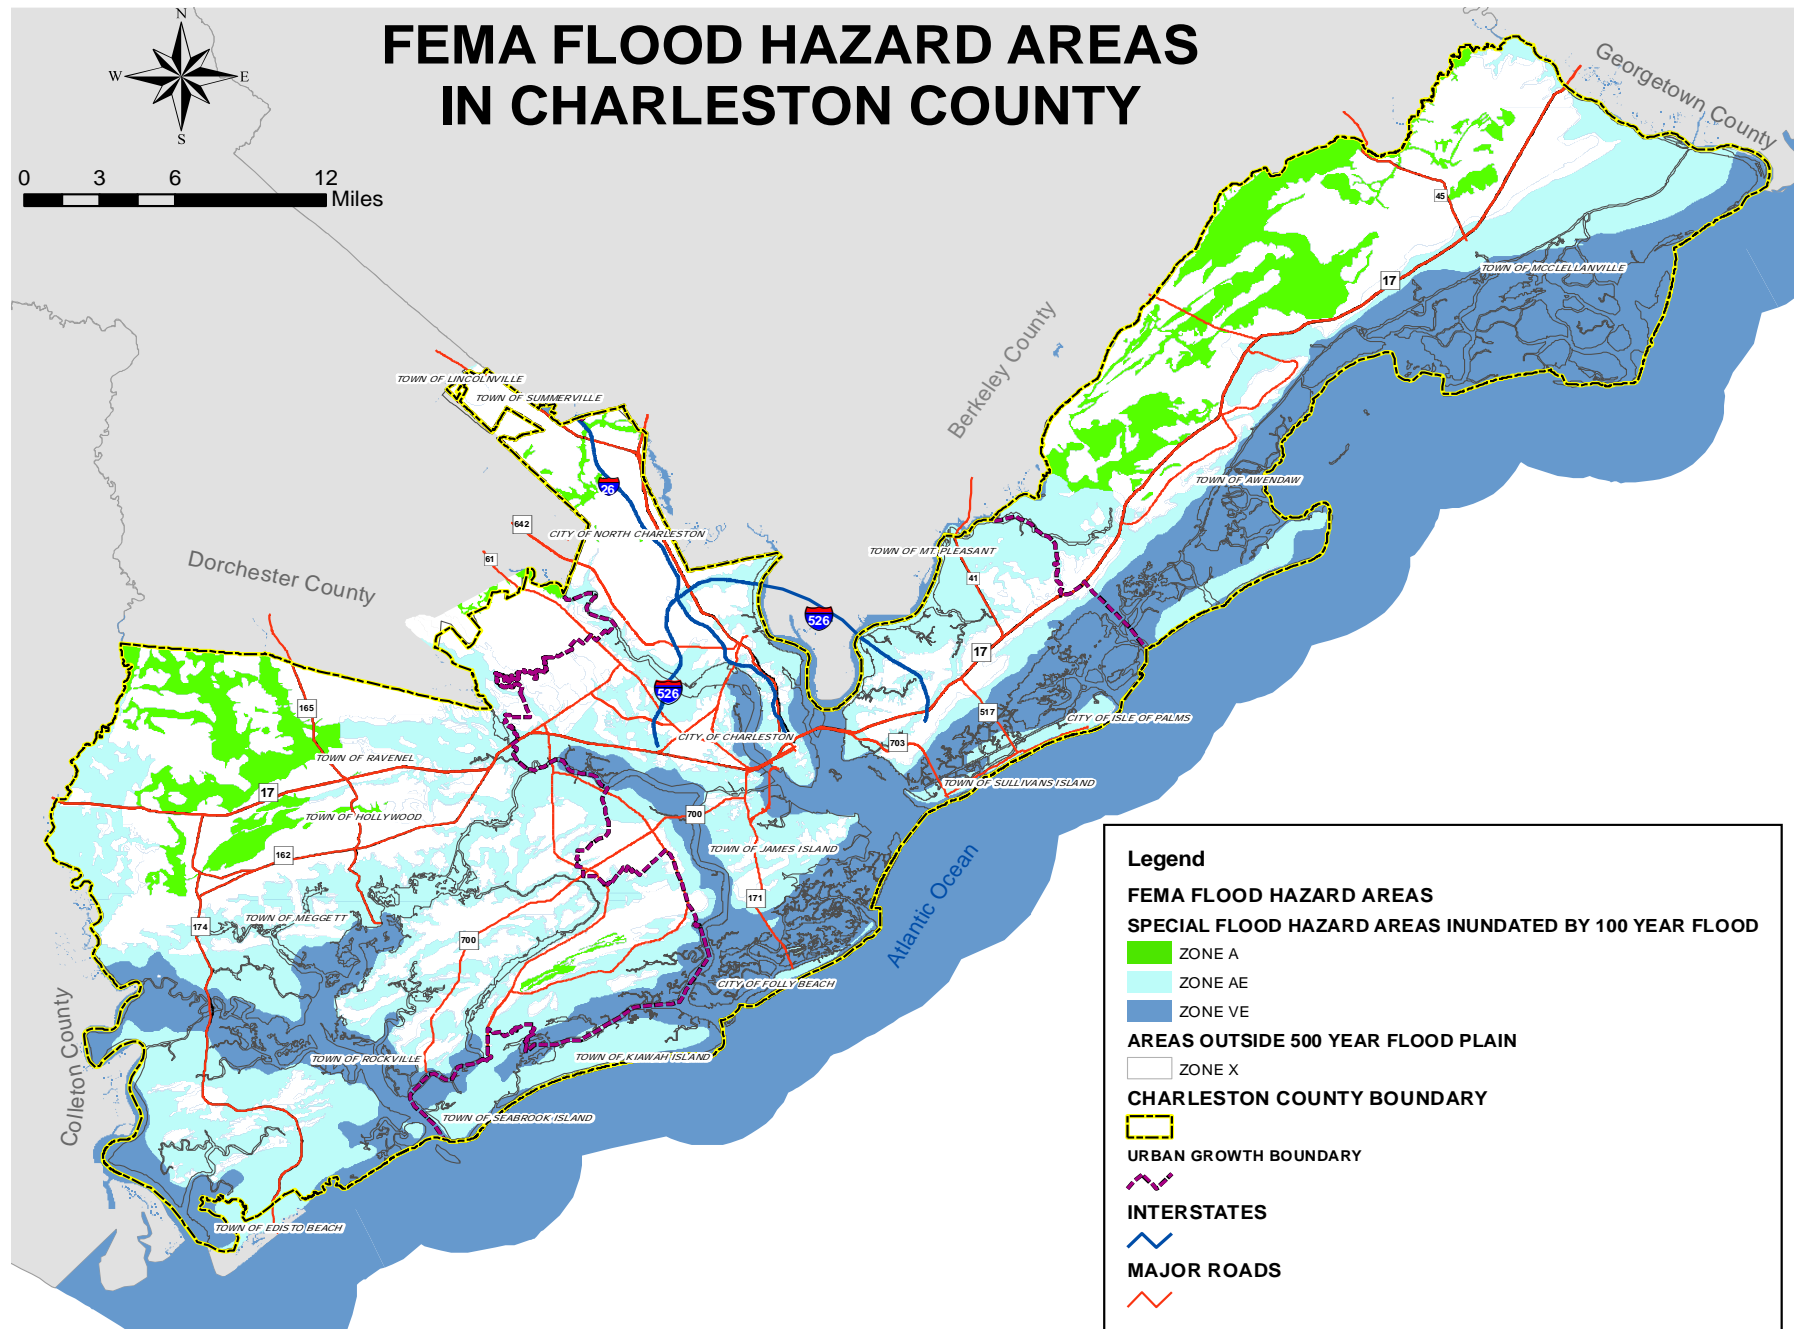 FEMA FLOOD HAZARD AREAS
IN CHARLESTON COUNTY
N
W
E
S
0 3 6 12
Miles
Georgetown County
45
17
TOWN OF MCCLELLANVILLE
Berkeley County
TOWN OF LINCOLNVILLE
TOWN OF SUMMERVILLE
26
TOWN OF AWENDAW
642
CITY OF NORTH CHARLESTON
61
TOWN OF MT. PLEASANT
Dorchester County
41
526
17
526
165
517
CITY OF ISLE OF PALMS
CITY OF CHARLESTON
703
TOWN OF RAVENEL
TOWN OF SULLIVANS ISLAND
17
TOWN OF HOLLYWOOD
700
162
TOWN OF JAMES ISLAND
Atlantic Ocean
171
TOWN OF MEGGETT
174
700
CITY OF FOLLY BEACH
Colleton County
TOWN OF ROCKVILLE
TOWN OF KIAWAH ISLAND
TOWN OF SEABROOK ISLAND
TOWN OF EDISTO BEACH
Legend
FEMA FLOOD HAZARD AREAS
SPECIAL FLOOD HAZARD AREAS INUNDATED BY 100 YEAR FLOOD
ZONE A
ZONE AE
ZONE VE
AREAS OUTSIDE 500 YEAR FLOOD PLAIN
ZONE X
CHARLESTON COUNTY BOUNDARY
URBAN GROWTH BOUNDARY
INTERSTATES
MAJOR ROADS